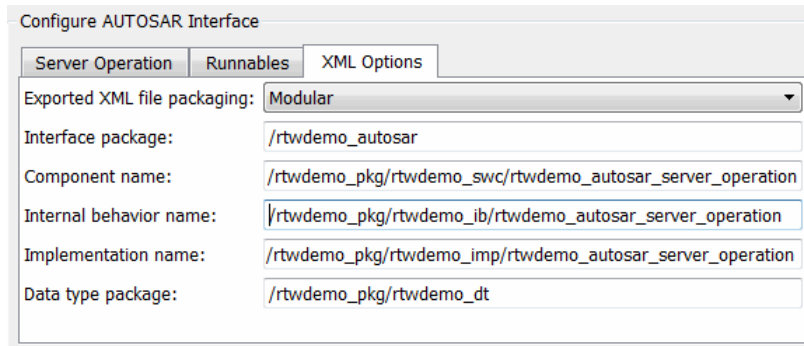 Configure AUTOSAR Interface
Server Operation Runnables XML Options
Exported XML file packaging: Modular
Interface package: /rtwdemo_autosar
Component name: /rtwdemo_pkg/rtwdemo_swc/rtwdemo_autosar_server_operation
Internal behavior name: /rtwdemo_pkg/rtwdemo_ib/rtwdemo_autosar_server_operation
Implementation name: /rtwdemo_pkg/rtwdemo_imp/rtwdemo_autosar_server_operation
Data type package: /rtwdemo_pkg/rtwdemo_dt